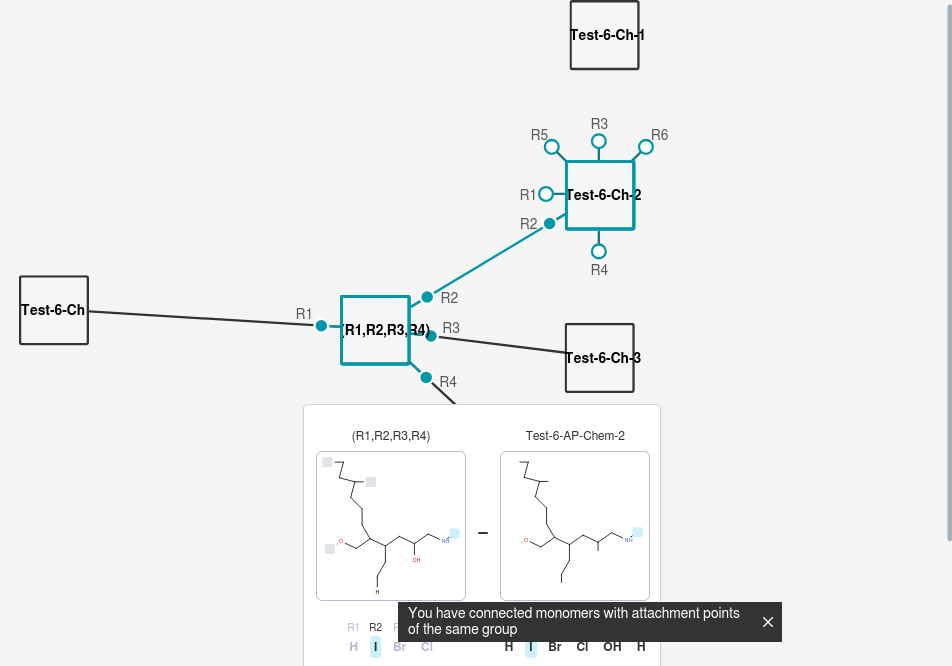 Test-6-Ch-1
R3
R5
R6
R1
Test-6-Ch-2
R2
R4
R2
Test-6-Ch
R1
(R1,R2,R3,R4)
R3
Test-6-Ch-3
R4
(R1,R2,R3,R4)
Test-6-AP-Chem-2
O
NH
OH
H
O
NH
–
You have connected monomers with attachment points
of the same group
R1 R2
H I Br Cl
H I Br Cl OH H